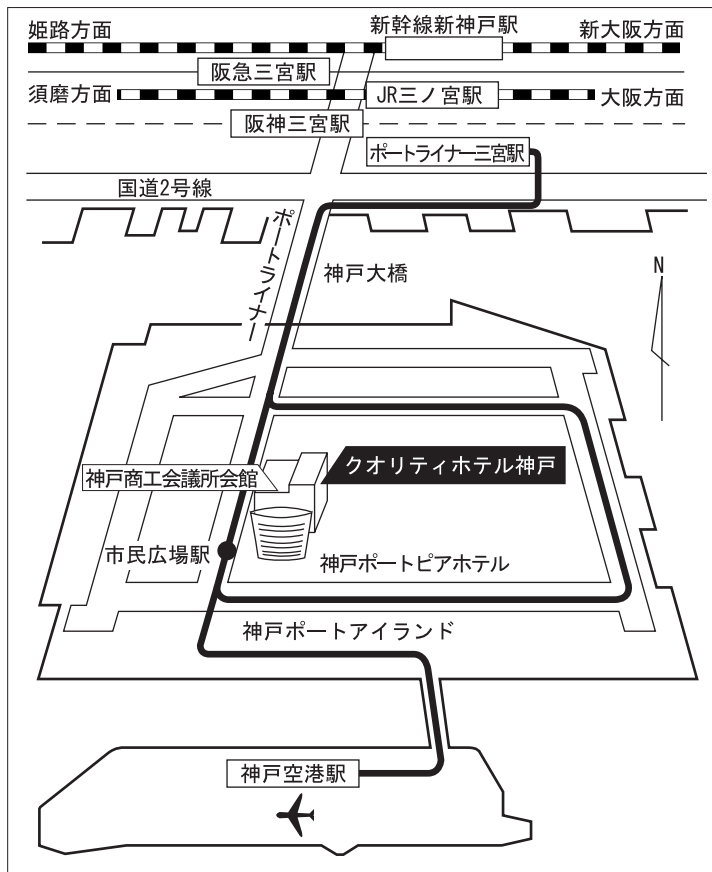 姫路方面
新幹線新神戸駅
新大阪方面
阪急三宮駅
須磨方面
JR三ノ宮駅
大阪方面
阪神三宮駅
ポートライナー三宮駅
国道2号線
ポートライナー
神戸大橋
N
クオリティホテル神戸
神戸商工会議所会館
市民広場駅
神戸ポートピアホテル
神戸ポートアイランド
神戸空港駅